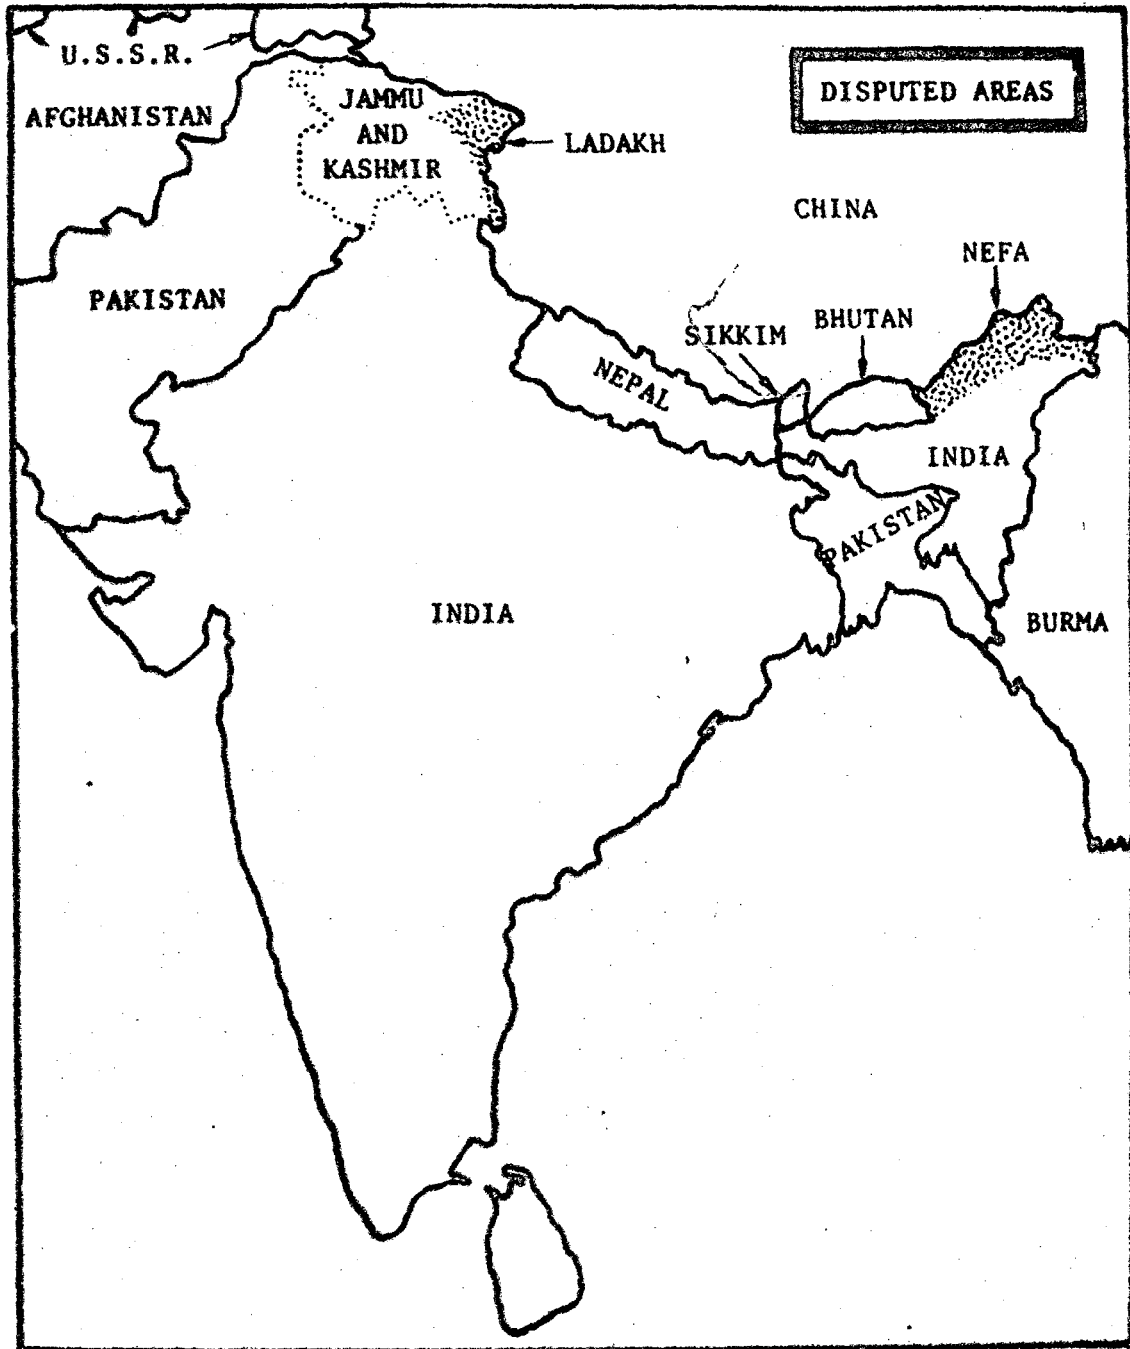 U.S.S.R.
DISPUTED AREAS
AFGHANISTAN
JAMMU
AND
KASHMIR
LADAKH
CHINA
NEFA
PAKISTAN
SIKKIM
BHUTAN
NEPAL
INDIA
PAKISTAN
INDIA
BURMA